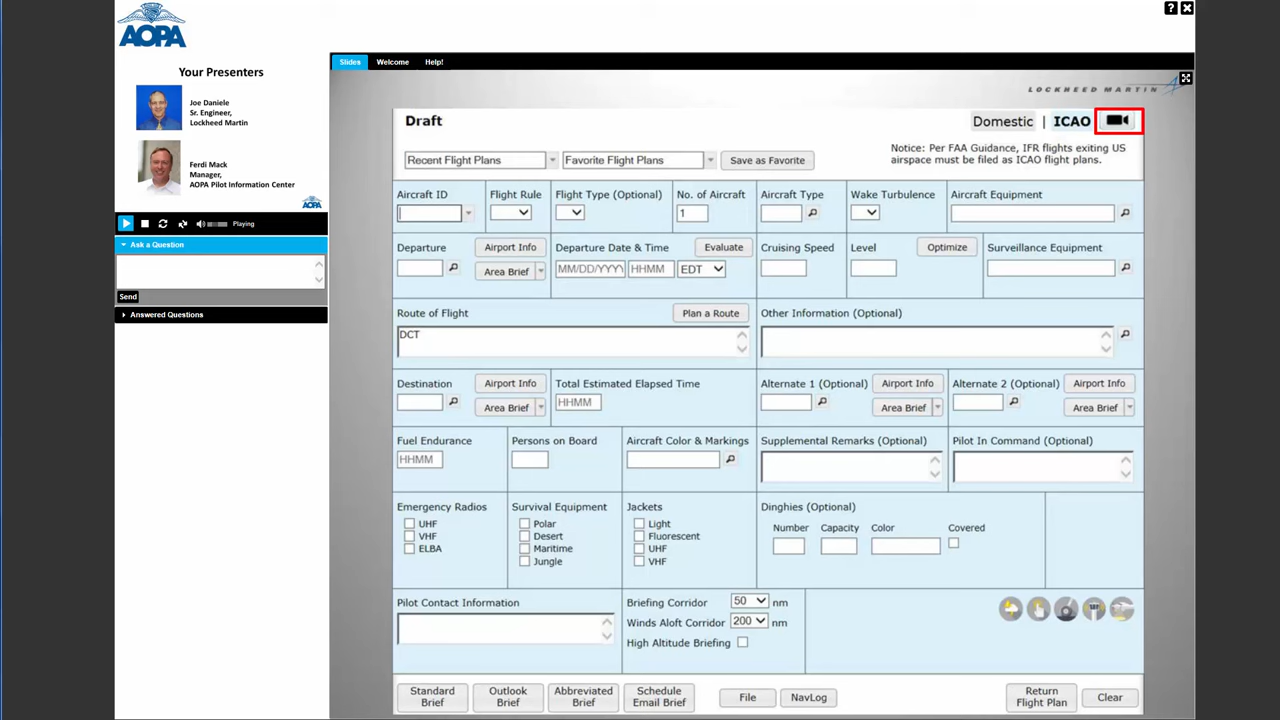 AOPA
? X
Your Presenters
Joe Daniele
Sr. Engineer,
Lockheed Martin
Ferdi Mack
Manager,
AOPA Pilot Information Center
Playing
Ask a Question
Send
Answered Questions
Slides Welcome Help!
LOCKHEED MARTIN
Draft
Domestic | ICAO
Recent Flight Plans Favorite Flight Plans Save as Favorite
Notice: Per FAA Guidance, IFR flights exiting US
airspace must be filed as ICAO flight plans.
Aircraft ID Flight Rule Flight Type (Optional) No. of Aircraft Aircraft Type Wake Turbulence Aircraft Equipment
1
Departure Airport Info Departure Date & Time Evaluate Cruising Speed Level Optimize Surveillance Equipment
Area Brief MM/DD/YYYY HHMM EDT
Route of Flight Plan a Route Other Information (Optional)
DCT
Destination Airport Info Total Estimated Elapsed Time Alternate 1 (Optional) Airport Info Alternate 2 (Optional) Airport Info
Area Brief HHMM Area Brief Area Brief
Fuel Endurance Persons on Board Aircraft Color & Markings Supplemental Remarks (Optional) Pilot In Command (Optional)
HHMM
Emergency Radios Survival Equipment Jackets Dinghies (Optional)
UHF Polar Light Number Capacity Color Covered
VHF Desert Fluorescent
ELBA Maritime UHF
Jungle VHF
Pilot Contact Information Briefing Corridor 50 nm
Winds Aloft Corridor 200 nm
High Altitude Briefing
Standard Brief Outlook Brief Abbreviated Brief Schedule Email Brief File NavLog Return Flight Plan Clear